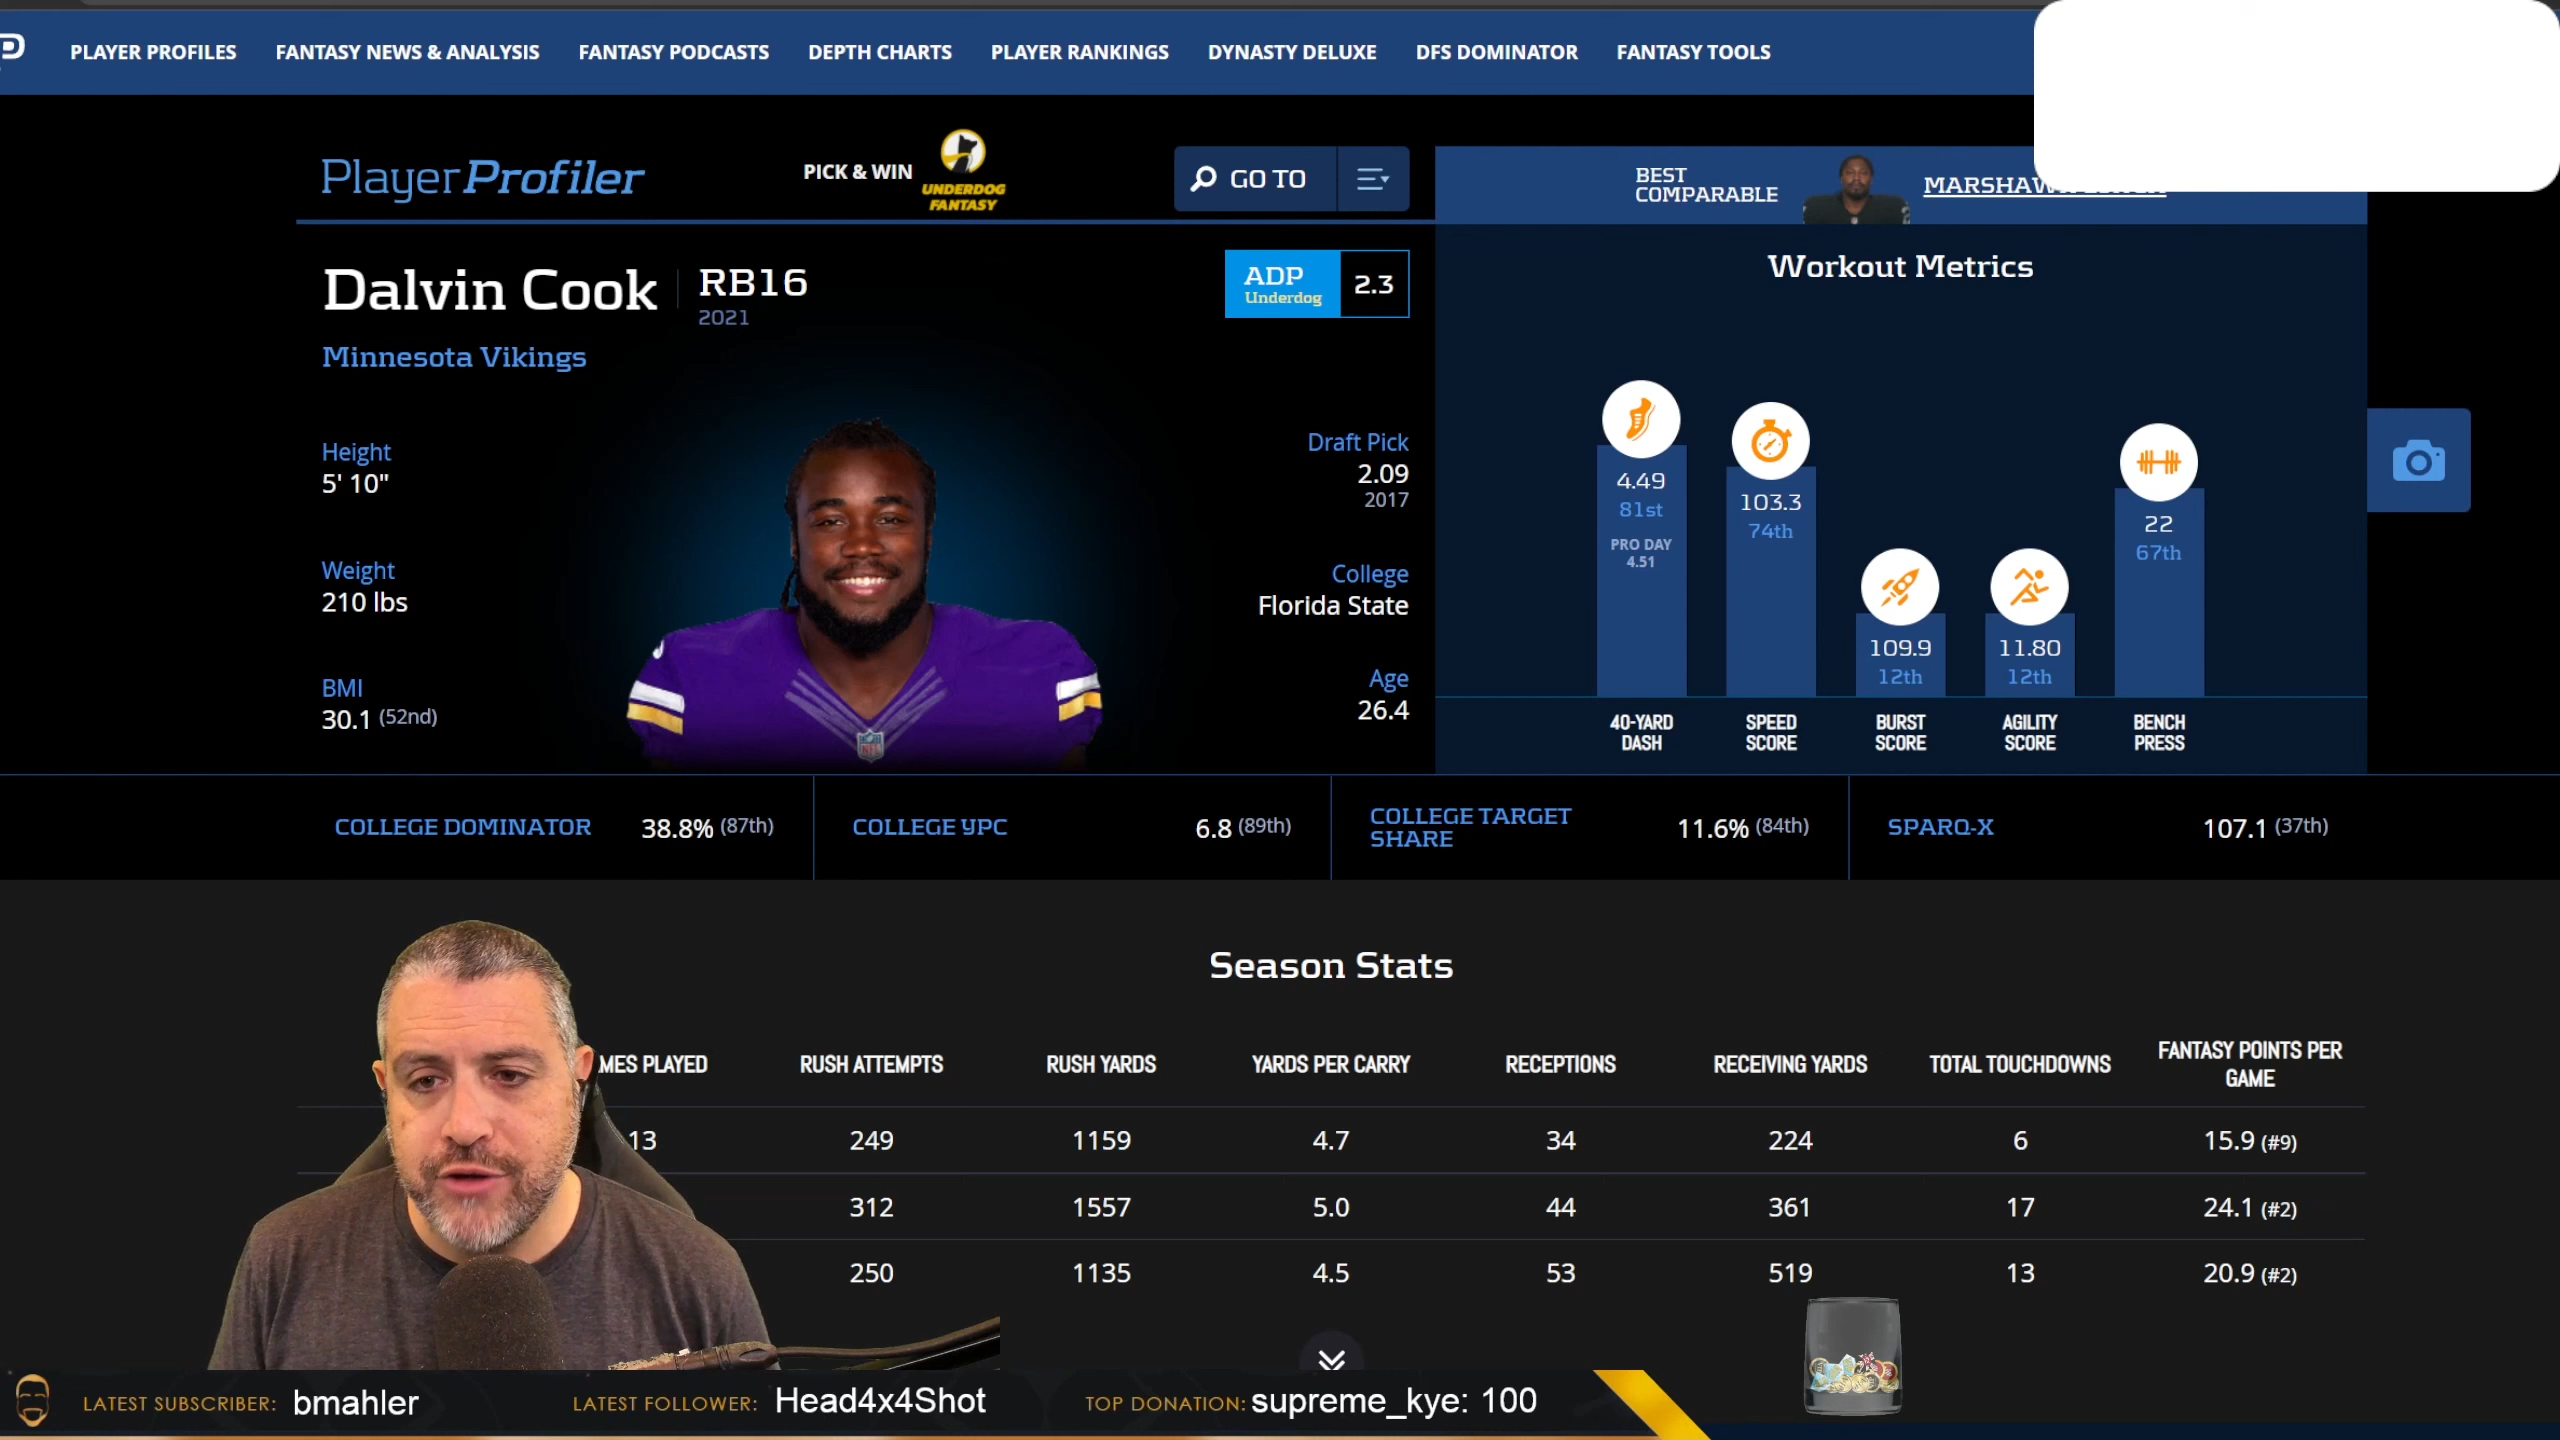 PLAYER PROFILES FANTASY NEWS & ANALYSIS FANTASY PODCASTS DEPTH CHARTS PLAYER RANKINGS DYNASTY DELUXE DFS DOMINATOR FANTASY TOOLS
PlayerProfiler
PICK & WIN
UNDERDOG
FANTASY
GO TO
BEST
COMPARABLE
Dalvin Cook
RB16
2021
ADP
Underdog
2.3
Minnesota Vikings
Height
5' 10"
Weight
210 lbs
BMI
30.1 (52nd)
Draft Pick
2.09
2017
College
Florida State
Age
26.4
Workout Metrics
4.49
81st
PRO DAY
4.51
103.3
74th
109.9
12th
11.80
12th
22
67th
40-YARD
DASH
SPEED
SCORE
BURST
SCORE
AGILITY
SCORE
BENCH
PRESS
COLLEGE DOMINATOR 38.8% (87th)
COLLEGE YPC 6.8 (89th)
COLLEGE TARGET
SHARE
11.6% (84th)
SPARQ-X 107.1 (37th)
Season Stats
MES PLAYED RUSH ATTEMPTS RUSH YARDS YARDS PER CARRY RECEPTIONS RECEIVING YARDS TOTAL TOUCHDOWNS FANTASY POINTS PER
GAME
13 249 1159 4.7 34 224 6 15.9 (#9)
312 1557 5.0 44 361 17 24.1 (#2)
250 1135 4.5 53 519 13 20.9 (#2)
LATEST SUBSCRIBER: bmahler LATEST FOLLOWER: Head4x4Shot TOP DONATION: supreme_kye: 100